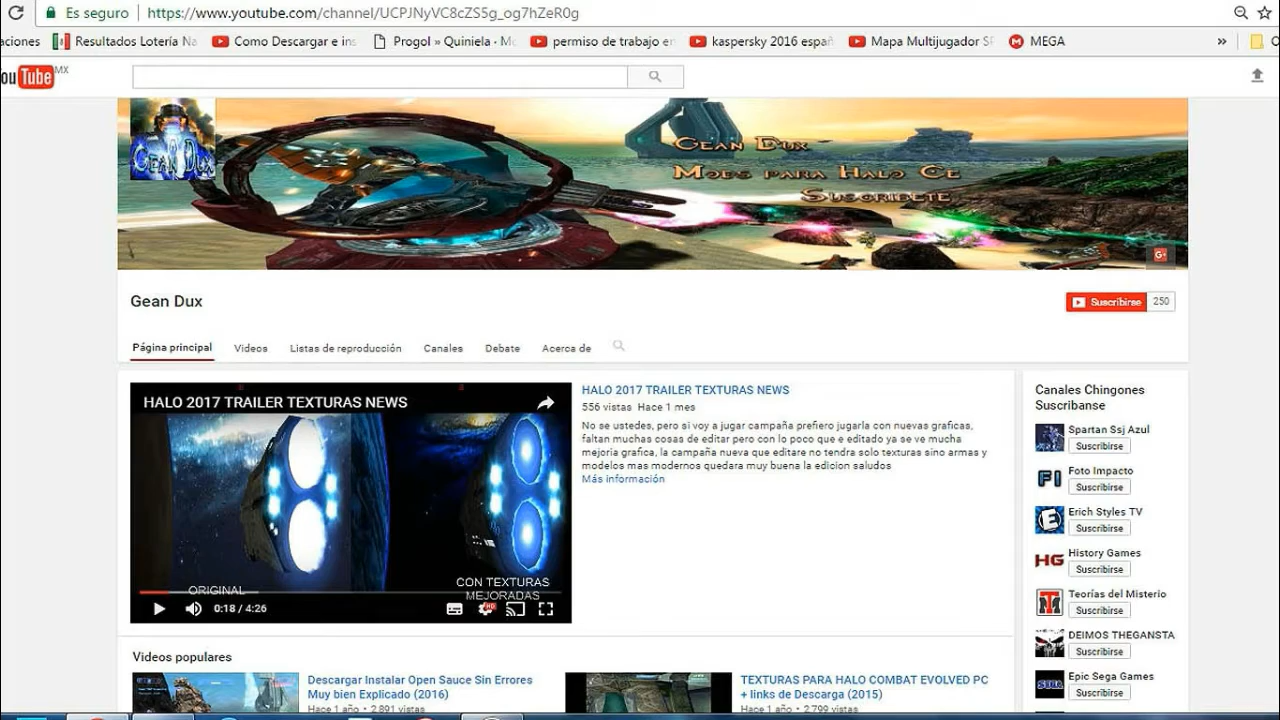 Es seguro
https://www.youtube.com/channel/UCPJNyVC8cZS5g_og7hZeR0g
aciones
Resultados Lotería Na
Como Descargar e ins
Progol » Quiniela - M
permiso de trabajo en
kaspersky 2016 espa
Mapa Multijugador SP
MEGA
»
ouTube MX
GEAN DUX
Gean Dux
Mods para Halo Ce
Suscribete
Gean Dux
Suscribirse 250
Página principal
Videos
Listas de reproducción
Canales
Debate
Acerca de
HALO 2017 TRAILER TEXTURAS NEWS
ORIGINAL
CON TEXTURAS
MEJORADAS
0:18 / 4:26
HD
HALO 2017 TRAILER TEXTURAS NEWS
556 vistas Hace 1 mes
No se ustedes, pero si voy a jugar campaña prefiero jugarla con nuevas graficas,
faltan muchas cosas de editar pero con lo poco que e editado ya se ve mucha
mejoria grafica, la campaña nueva que editare no tendra solo texturas sino armas y
modelos mas modernos quedara muy buena la edicion saludos
Más información
Canales Chingones
Suscribanse
Spartan Ssj Azul
Suscribirse
FI
Foto Impacto
Suscribirse
Erich Styles TV
Suscribirse
HG
History Games
Suscribirse
Teorías del Misterio
Suscribirse
DEIMOS THEGANSTA
Suscribirse
SEGA
Epic Sega Games
Suscribirse
Videos populares
Descargar Instalar Open Sauce Sin Errores
Muy bien Explicado (2016)
Hace 1 año · 2,891 vistas
TEXTURAS PARA HALO COMBAT EVOLVED PC
+ links de Descarga (2015)
Hace 1 año · 2,799 vistas